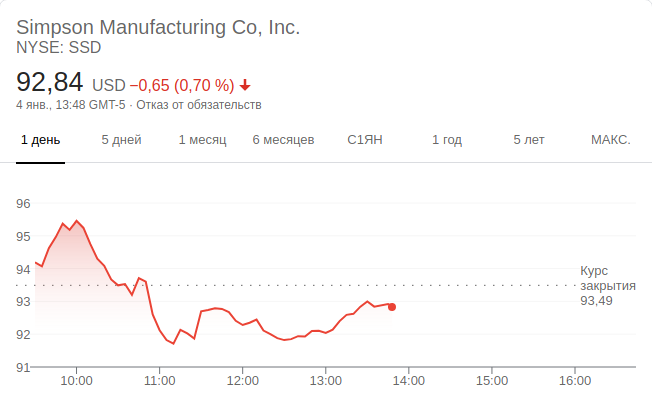 Simpson Manufacturing Co, Inc.
NYSE: SSD
92,84 USD −0,65 (0,70 %)
4 янв., 13:48 GMT-5 · Отказ от обязательств
1 день 5 дней 1 месяц 6 месяцев С1ЯН 1 год 5 лет МАКС.
96
95
94
93
92
91
Курс
закрытия
93,49
10:00 11:00 12:00 13:00 14:00 15:00 16:00